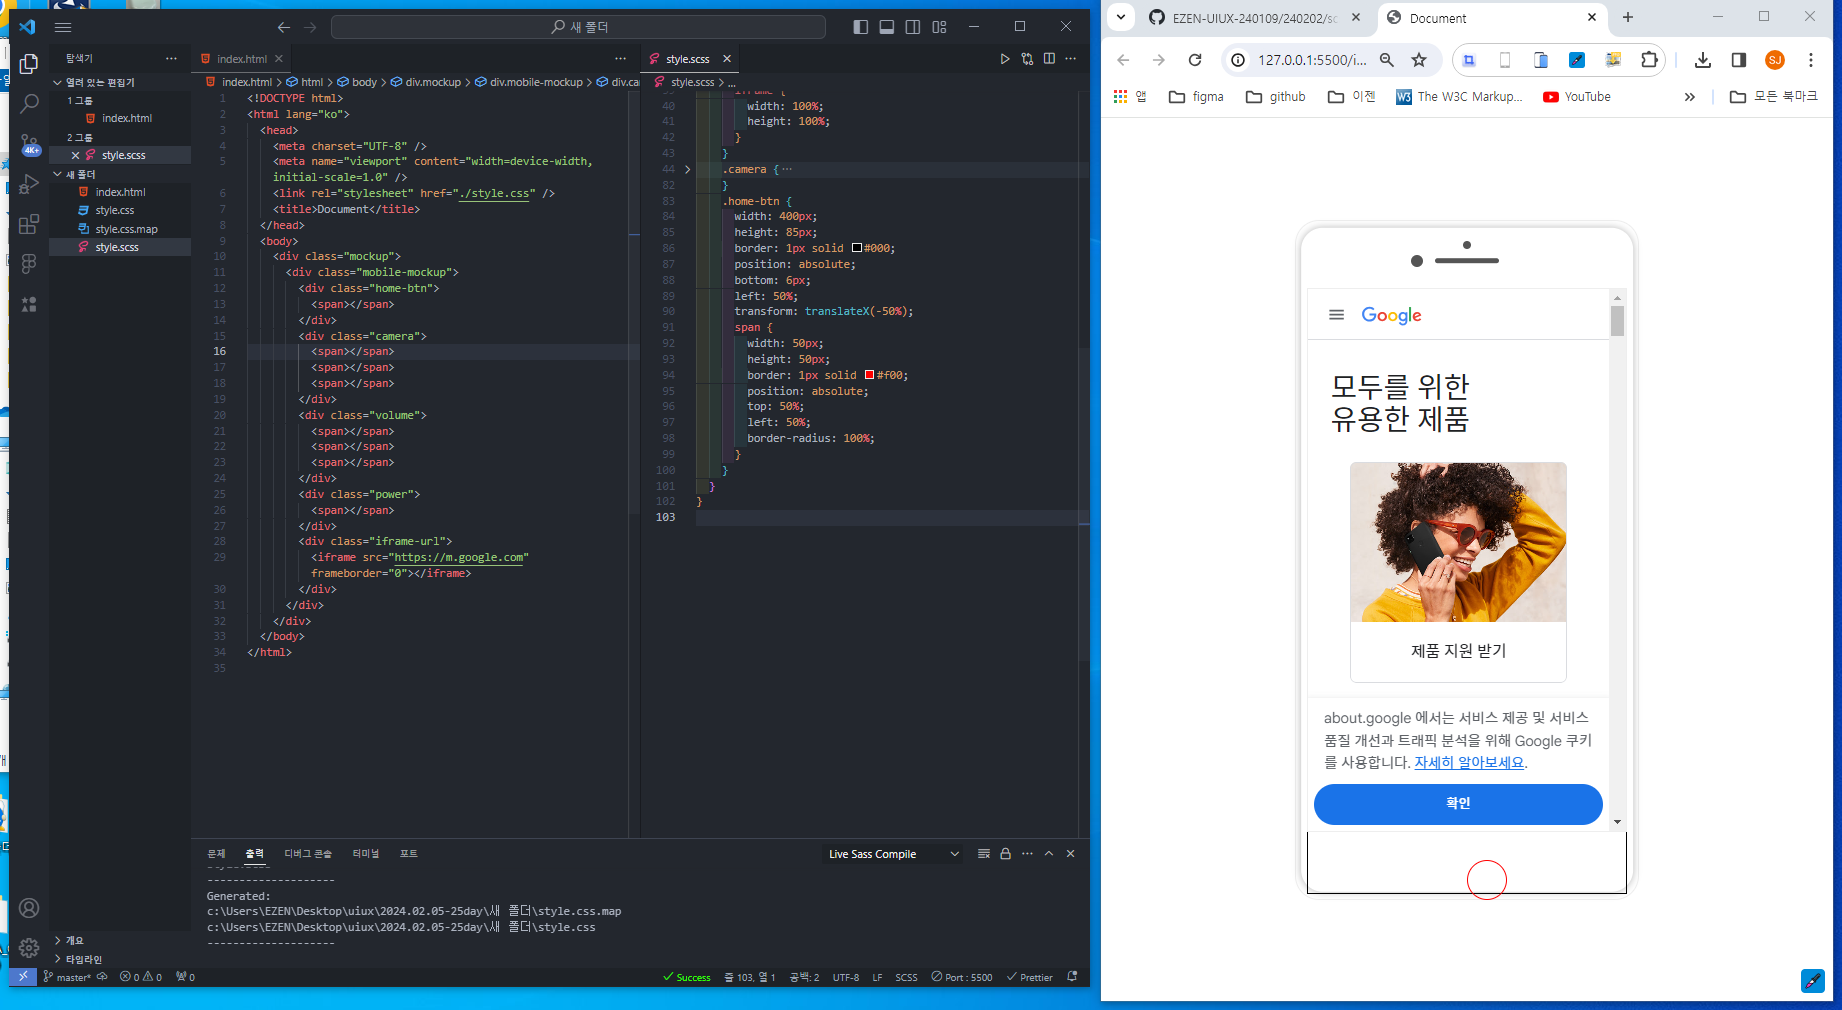 새 폴더
탐색기
열려 있는 편집기
1 그룹
index.html
2 그룹
style.scss
새 폴더
index.html
style.css
style.css.map
style.scss
4K+
개요
타임라인
index.html
index.html > html > body > div.mockup > div.mobile-mockup > div.ca
1 <!DOCTYPE html>
2 <html lang="ko">
3 <head>
4 <meta charset="UTF-8" />
5 <meta name="viewport" content="width=device-width,
initial-scale=1.0" />
6 <link rel="stylesheet" href="./style.css" />
7 <title>Document</title>
8 </head>
9 <body>
10 <div class="mockup">
11 <div class="mobile-mockup">
12 <div class="home-btn">
13 <span></span>
14 </div>
15 <div class="camera">
16 <span></span>
17 <span></span>
18 <span></span>
19 </div>
20 <div class="volume">
21 <span></span>
22 <span></span>
23 <span></span>
24 </div>
25 <div class="power">
26 <span></span>
27 </div>
28 <div class="iframe-url">
29 <iframe src="https://m.google.com"
frameborder="0"></iframe>
30 </div>
31 </div>
32 </div>
33 </body>
34 </html>
35
style.scss
style.scss > ...
iframe {
40 width: 100%;
41 height: 100%;
42 }
43 }
44 .camera {⋯
82 }
83 .home-btn {
84 width: 400px;
85 height: 85px;
86 border: 1px solid #000;
87 position: absolute;
88 bottom: 6px;
89 left: 50%;
90 transform: translateX(-50%);
91 span {
92 width: 50px;
93 height: 50px;
94 border: 1px solid #f00;
95 position: absolute;
96 top: 50%;
97 left: 50%;
98 border-radius: 100%;
99 }
100 }
101 }
102 }
103
문제 출력 디버그 콘솔 터미널 포트
Live Sass Compile
--------------------
Generated:
c:\Users\EZEN\Desktop\uiux\2024.02.05-25day\새 폴더\style.css.map
c:\Users\EZEN\Desktop\uiux\2024.02.05-25day\새 폴더\style.css
--------------------
master* 0 0 0 Success 줄 103, 열 1 공백: 2 UTF-8 LF SCSS Port : 5500 Prettier
EZEN-UIUX-240109/240202/sc
Document
127.0.0.1:5500/i...
SJ
앱 figma github 이젠 The W3C Markup... YouTube » 모든 북마크
Google
모두를 위한
유용한 제품
제품 지원 받기
about.google 에서는 서비스 제공 및 서비스
품질 개선과 트래픽 분석을 위해 Google 쿠키
를 사용합니다. 자세히 알아보세요.
확인